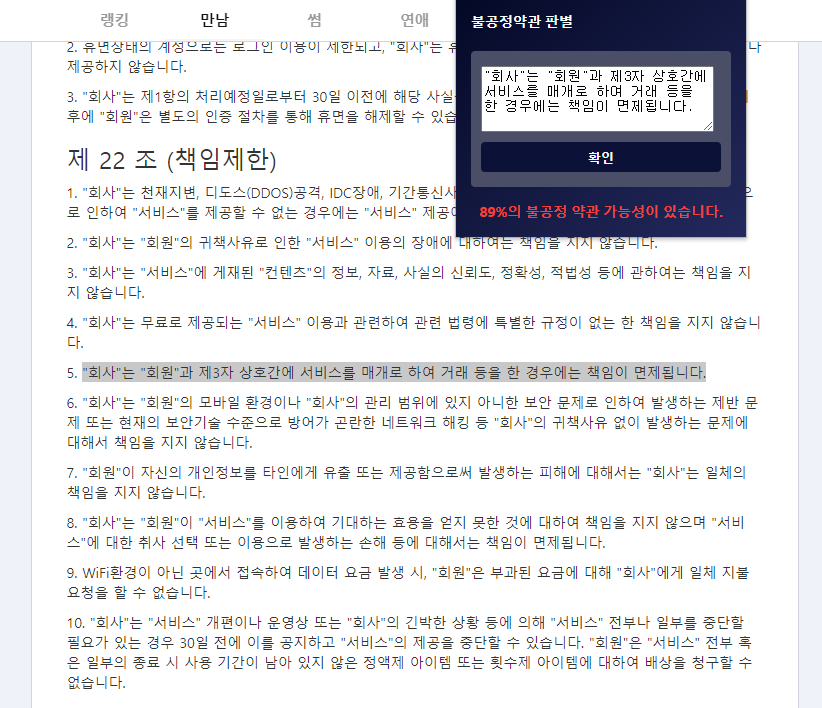 랭킹 만남 썸 연애
불공정약관 판별
"회사"는 "회원"과 제3자 상호간에
서비스를 매개로 하여 거래 등을
한 경우에는 책임이 면제됩니다.
확인
89%의 불공정 약관 가능성이 있습니다.
2. 휴면상태의 계정으로는 로그인 이용이 제한되고, "회사"는
제공하지 않습니다.
3. "회사"는 제1항의 처리예정일로부터 30일 이전에 해당
후에 "회원"은 별도의 인증 절차를 통해 휴면을 해제할 수
제 22 조 (책임제한)
1. "회사"는 천재지변, 디도스(DDOS)공격, IDC장애, 기간통신사
로 인하여 "서비스"를 제공할 수 없는 경우에는 "서비스"
2. "회사"는 "회원"의 귀책사유로 인한 "서비스" 이용의 장애에 대하여는 책임을 지지 않습니다.
3. "회사"는 "서비스"에 게재된 "컨텐츠"의 정보, 자료, 사실의 신뢰도, 정확성, 적법성 등에 관하여는 책임을 지
지 않습니다.
4. "회사"는 무료로 제공되는 "서비스" 이용과 관련하여 관련 법령에 특별한 규정이 없는 한 책임을 지지 않습니
다.
5. "회사"는 "회원"과 제3자 상호간에 서비스를 매개로 하여 거래 등을 한 경우에는 책임이 면제됩니다.
6. "회사"는 "회원"의 모바일 환경이나 "회사"의 관리 범위에 있지 아니한 보안 문제로 인하여 발생하는 제반 문
제 또는 현재의 보안기술 수준으로 방어가 곤란한 네트워크 해킹 등 "회사"의 귀책사유 없이 발생하는 문제에
대해서 책임을 지지 않습니다.
7. "회원"이 자신의 개인정보를 타인에게 유출 또는 제공함으로써 발생하는 피해에 대해서는 "회사"는 일체의
책임을 지지 않습니다.
8. "회사"는 "회원"이 "서비스"를 이용하여 기대하는 효용을 얻지 못한 것에 대하여 책임을 지지 않으며 "서비
스"에 대한 취사 선택 또는 이용으로 발생하는 손해 등에 대해서는 책임이 면제됩니다.
9. WiFi환경이 아닌 곳에서 접속하여 데이터 요금 발생 시, "회원"은 부과된 요금에 대해 "회사"에게 일체 지불
요청을 할 수 없습니다.
10. "회사"는 "서비스" 개편이나 운영상 또는 "회사"의 긴박한 상황 등에 의해 "서비스" 전부나 일부를 중단할
필요가 있는 경우 30일 전에 이를 공지하고 "서비스"의 제공을 중단할 수 있습니다. "회원"은 "서비스" 전부 혹
은 일부의 종료 시 사용 기간이 남아 있지 않은 정액제 아이템 또는 횟수제 아이템에 대하여 배상을 청구할 수
없습니다.